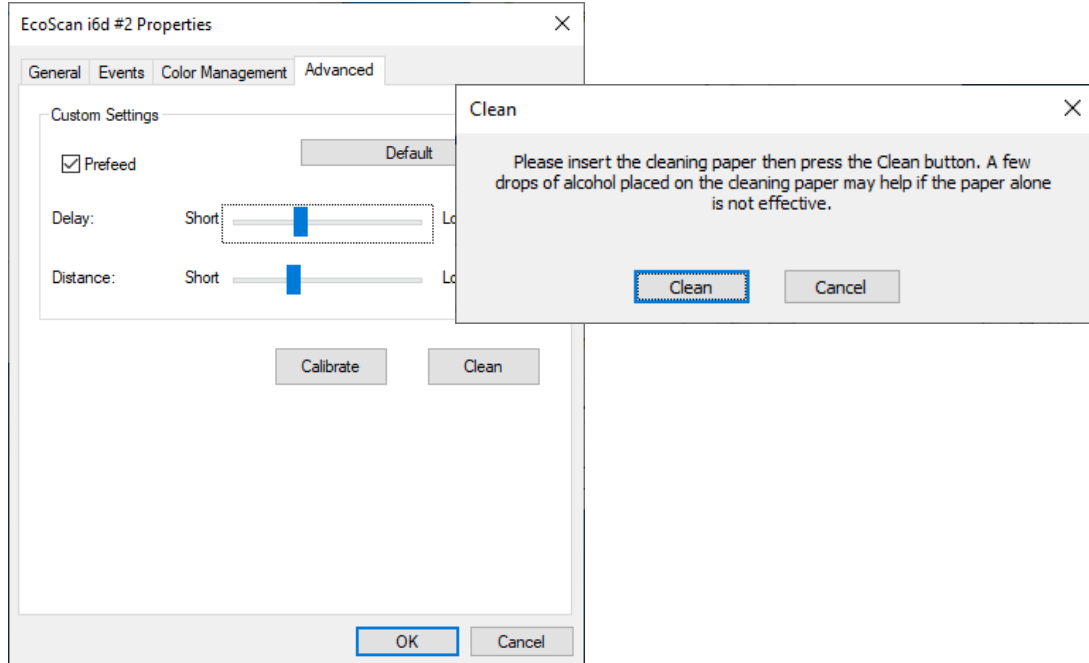 EcoScan i6d #2 Properties
General Events Color Management Advanced
Custom Settings
Prefeed
Default
Delay: Short
Distance: Short
Calibrate Clean
OK Cancel
Clean
Please insert the cleaning paper then press the Clean button. A few
drops of alcohol placed on the cleaning paper may help if the paper alone
is not effective.
Clean Cancel